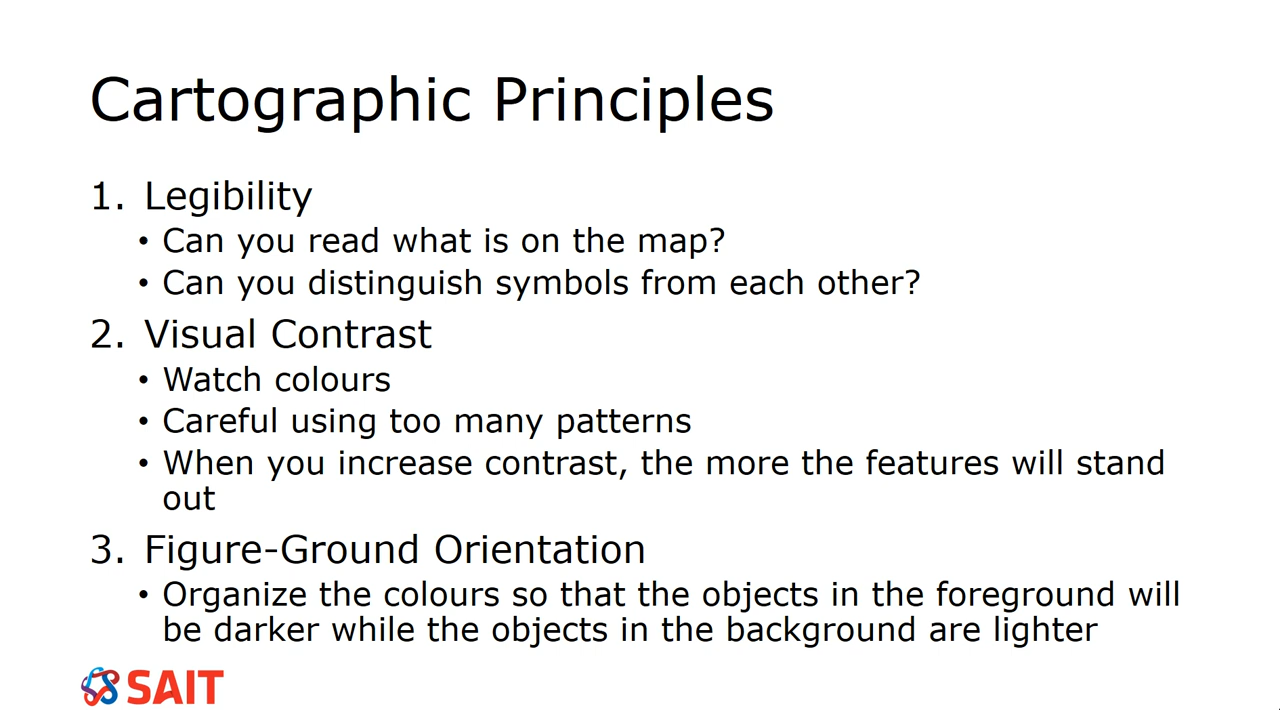 Cartographic Principles
1. Legibility
• Can you read what is on the map?
• Can you distinguish symbols from each other?
2. Visual Contrast
• Watch colours
• Careful using too many patterns
• When you increase contrast, the more the features will stand
out
3. Figure-Ground Orientation
• Organize the colours so that the objects in the foreground will
be darker while the objects in the background are lighter
SAIT